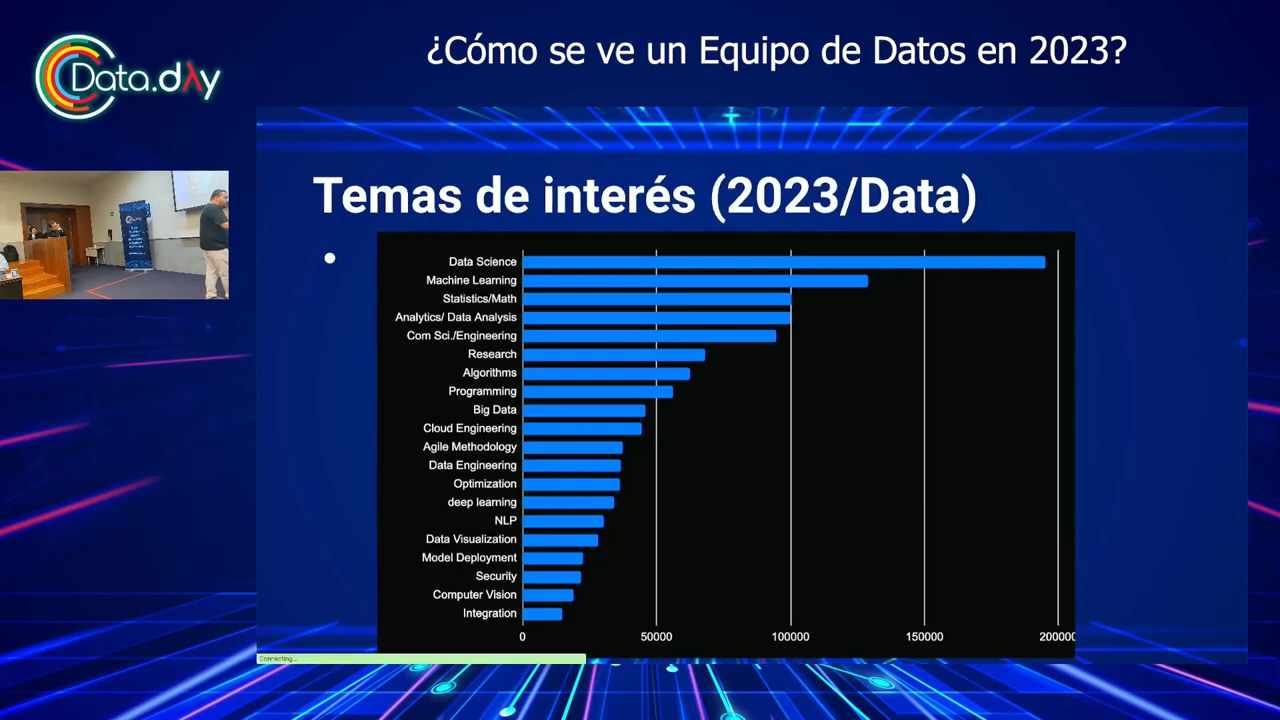 ¿Cómo se ve un Equipo de Datos en 2023?
Data.dλy
Temas de interés (2023/Data)
Data Science
Machine Learning
Statistics/Math
Analytics/ Data Analysis
Com Sci./Engineering
Research
Algorithms
Programming
Big Data
Cloud Engineering
Agile Methodology
Data Engineering
Optimization
deep learning
NLP
Data Visualization
Model Deployment
Security
Computer Vision
Integration
0 50000 100000 150000 200000
Connecting...